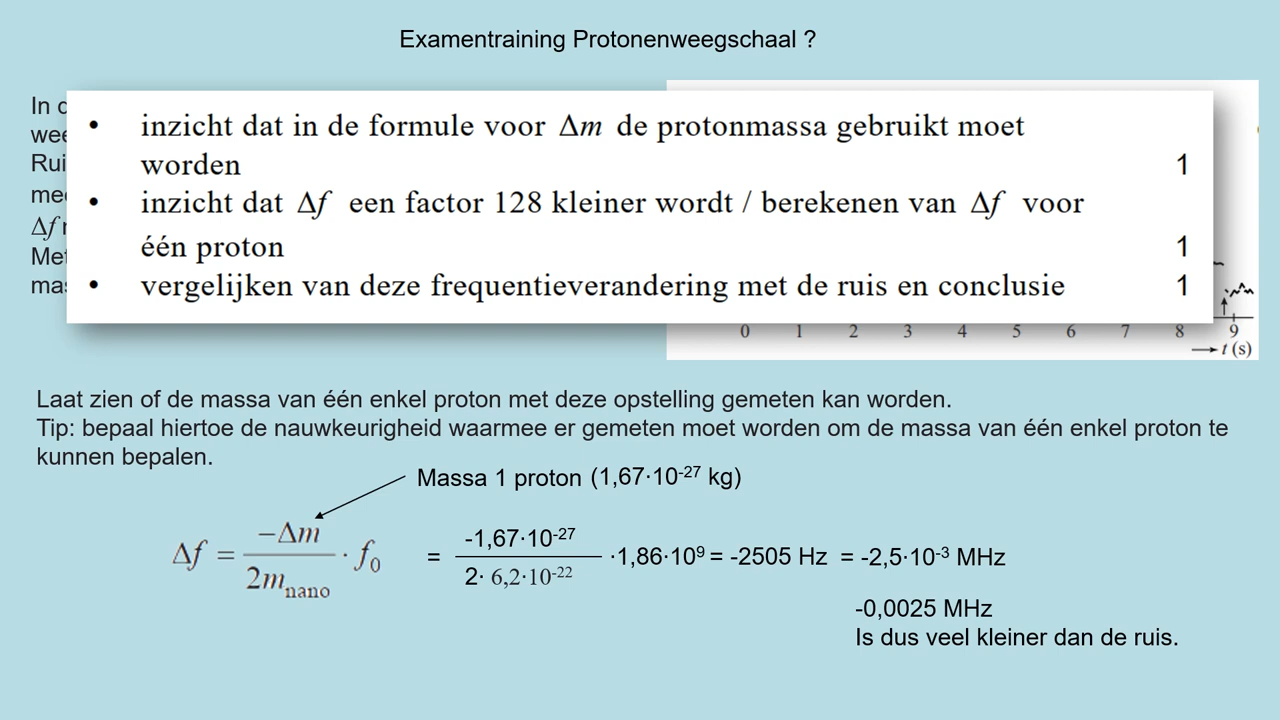 Examentraining Protonenweegschaal ?
• inzicht dat in de formule voor Δm de protonmassa gebruikt moet
worden 1
• inzicht dat Δf een factor 128 kleiner wordt / berekenen van Δf voor
één proton 1
• vergelijken van deze frequentieverandering met de ruis en conclusie 1
Δf
0 1 2 3 4 5 6 7 8 9
t (s)
Laat zien of de massa van één enkel proton met deze opstelling gemeten kan worden.
Tip: bepaal hiertoe de nauwkeurigheid waarmee er gemeten moet worden om de massa van één enkel proton te
kunnen bepalen.
Massa 1 proton (1,67·10⁻²⁷ kg)
Δf = −Δm / 2m_nano · f₀ = -1,67·10⁻²⁷ / 2· 6,2·10⁻²² ·1,86·10⁹ = -2505 Hz = -2,5·10⁻³ MHz
-0,0025 MHz
Is dus veel kleiner dan de ruis.